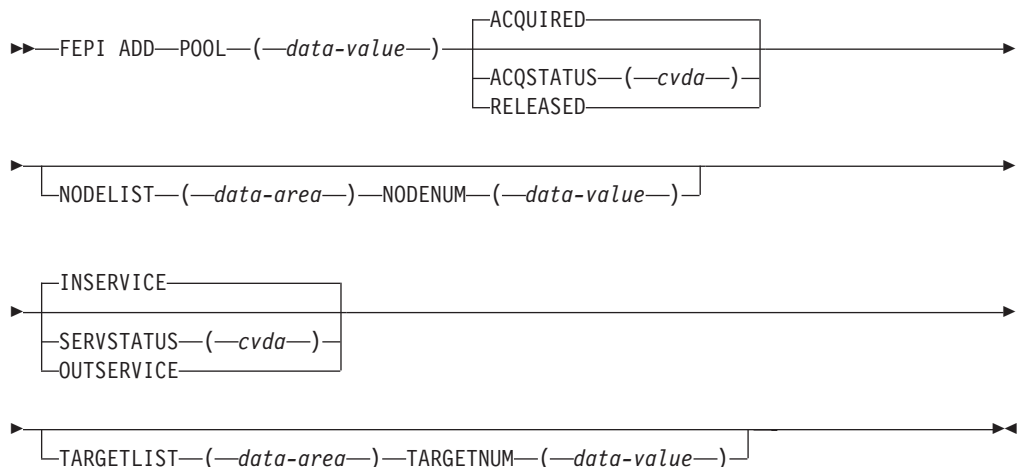 ACQUIRED
FEPI ADD POOL ( data-value )
ACQSTATUS ( cvda )
RELEASED
NODELIST ( data-area ) NODENUM ( data-value )
INSERVICE
SERVSTATUS ( cvda )
OUTSERVICE
TARGETLIST ( data-area ) TARGETNUM ( data-value )